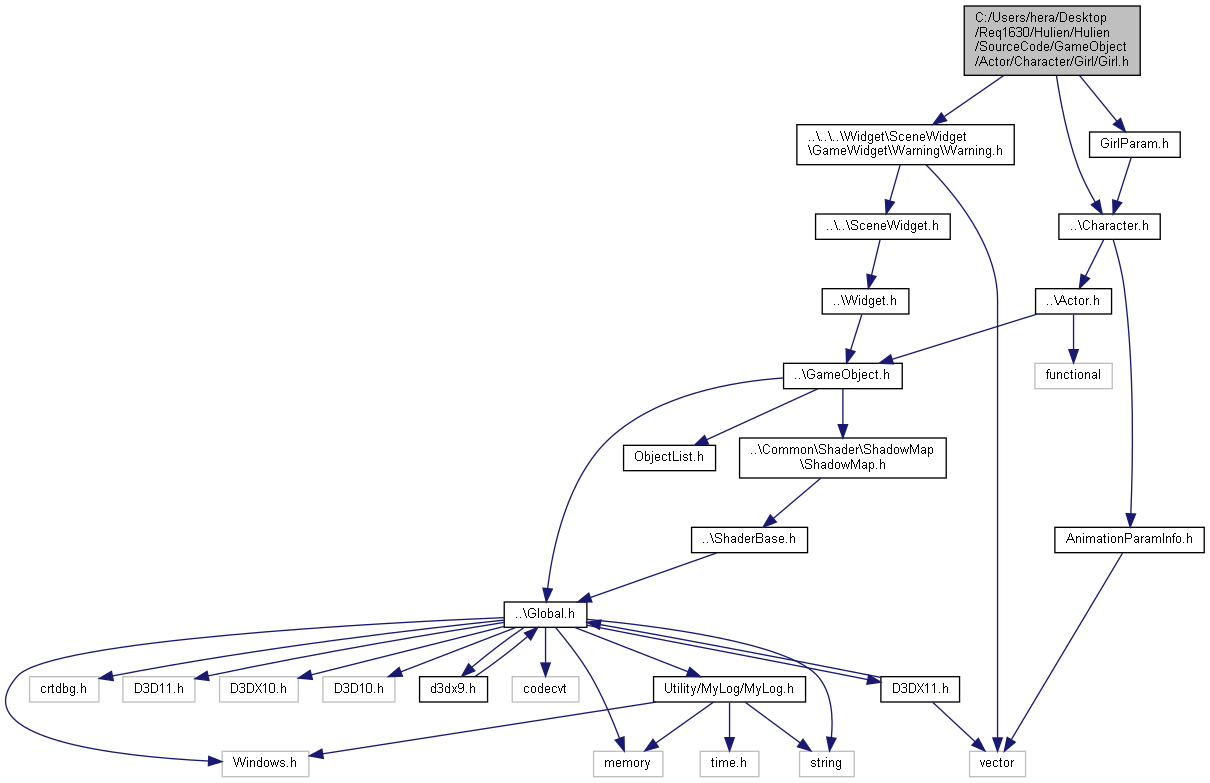 C:/Users/hera/Desktop
/Req1630/Hulien/Hulien
/SourceCode/GameObject
/Actor/Character/Girl/Girl.h
..\..\..\Widget\SceneWidget
\GameWidget\Warning\Warning.h
GirlParam.h
..\..\SceneWidget.h
..\Character.h
..\Widget.h
..\Actor.h
..\GameObject.h
functional
ObjectList.h
..\Common\Shader\ShadowMap
\ShadowMap.h
..\ShaderBase.h
AnimationParamInfo.h
..\Global.h
crtdbg.h
D3D11.h
D3DX10.h
D3D10.h
d3dx9.h
codecvt
Utility/MyLog/MyLog.h
D3DX11.h
Windows.h
memory
time.h
string
vector